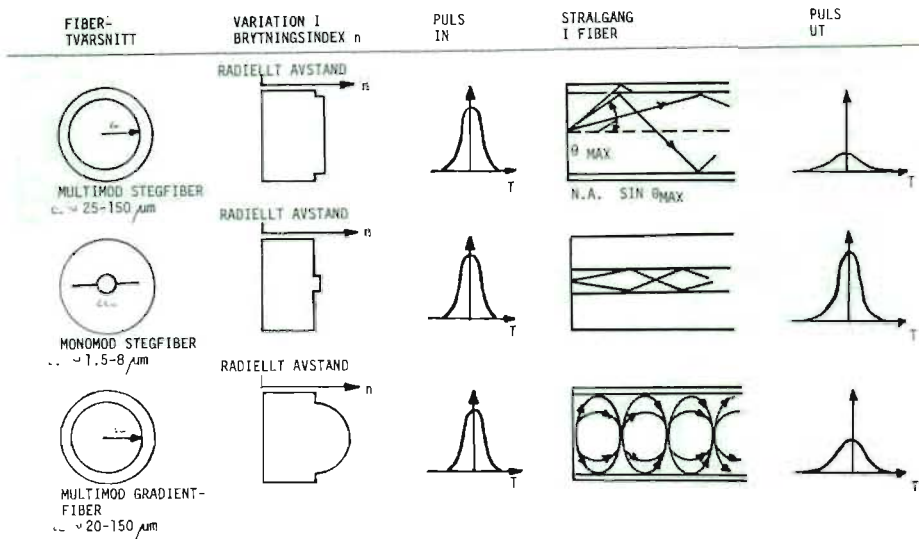 FIBER-
TVÄRSNITT
VARIATION I
BRYTNINGSINDEX n
PULS
IN
STRÅLGÅNG
I FIBER
PULS
UT
RADIELLT AVSTAND
n
T
θ MAX
N.A. SIN θMAX
T
MULTIMOD STEGFIBER
25-150 µm
RADIELLT AVSTAND
n
T
T
MONOMOD STEGFIBER
1.5-8 µm
RADIELLT AVSTAND
n
T
T
MULTIMOD GRADIENT-
FIBER
20-150 µm